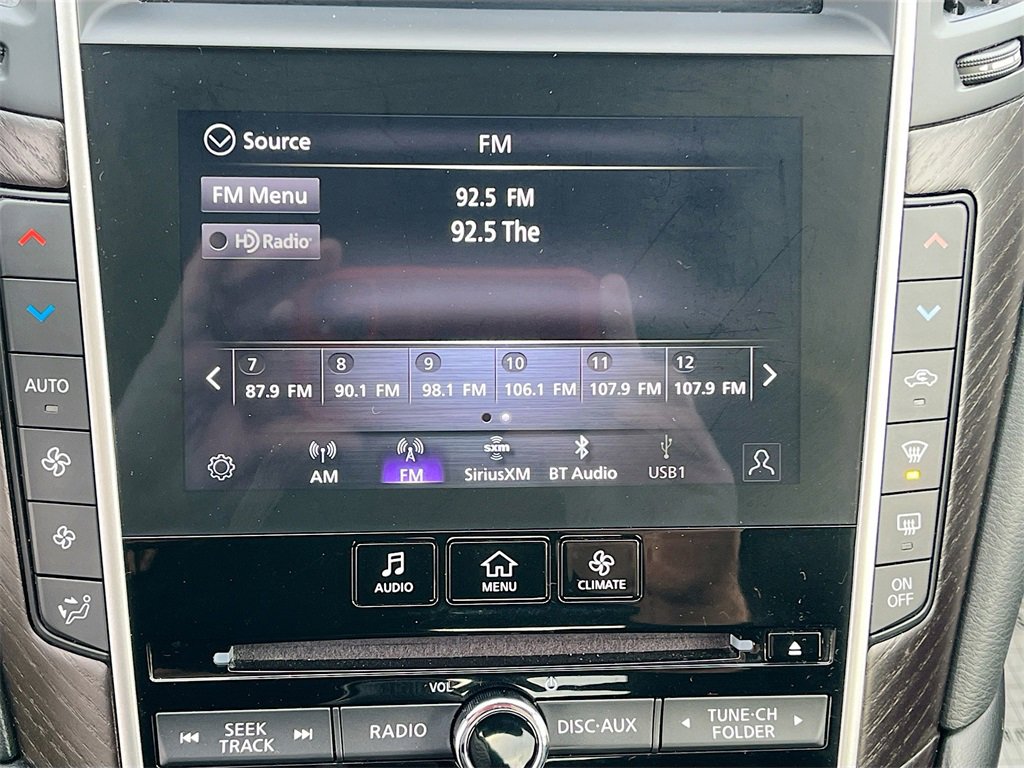 Source
FM
FM Menu
92.5 FM
HD Radio
92.5 The
7
8
9
10
11
12
87.9 FM
90.1 FM
98.1 FM
106.1 FM
107.9 FM
107.9 FM
AM
FM
sxm
SiriusXM
BT Audio
USB1
AUTO
ON
OFF
AUDIO
MENU
CLIMATE
VOL
SEEK
TRACK
RADIO
DISC·AUX
TUNE·CH
FOLDER